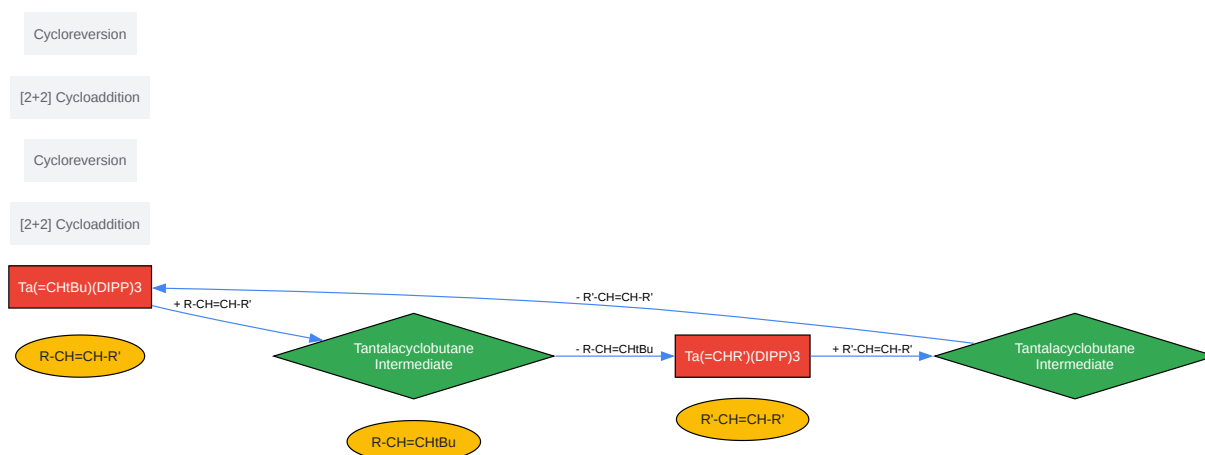 Cycloreversion
[2+2] Cycloaddition
Cycloreversion
[2+2] Cycloaddition
Ta(=CHtBu)(DIPP)3
+ R-CH=CH-R'
- R'-CH=CH-R'
R-CH=CH-R'
Tantalacyclobutane
Intermediate
- R-CH=CHtBu
Ta(=CHR')(DIPP)3
+ R'-CH=CH-R'
Tantalacyclobutane
Intermediate
R'-CH=CH-R'
R-CH=CHtBu